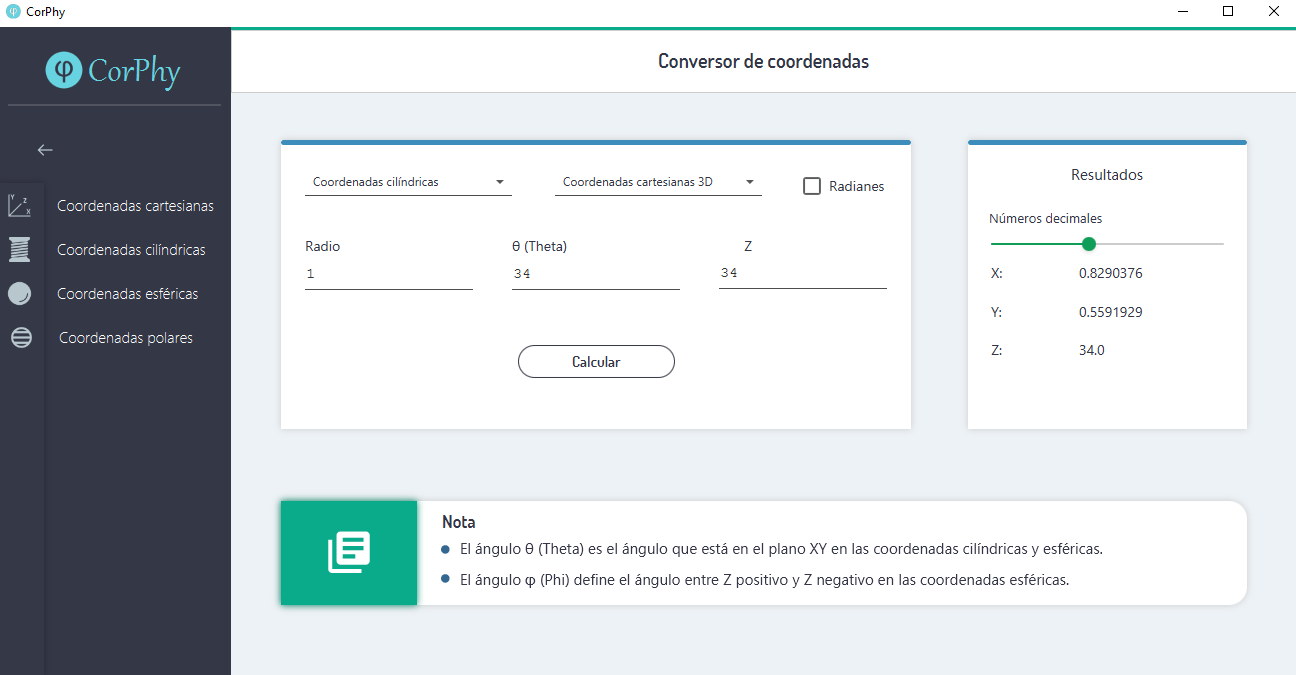 CorPhy
φ CorPhy
Conversor de coordenadas
Coordenadas cartesianas
Coordenadas cilíndricas
Coordenadas esféricas
Coordenadas polares
Coordenadas cilíndricas
Coordenadas cartesianas 3D
Radianes
Radio
θ (Theta)
Z
1
34
34
Calcular
Resultados
Números decimales
X: 0.8290376
Y: 0.5591929
Z: 34.0
Nota
El ángulo θ (Theta) es el ángulo que está en el plano XY en las coordenadas cilíndricas y esféricas.
El ángulo φ (Phi) define el ángulo entre Z positivo y Z negativo en las coordenadas esféricas.